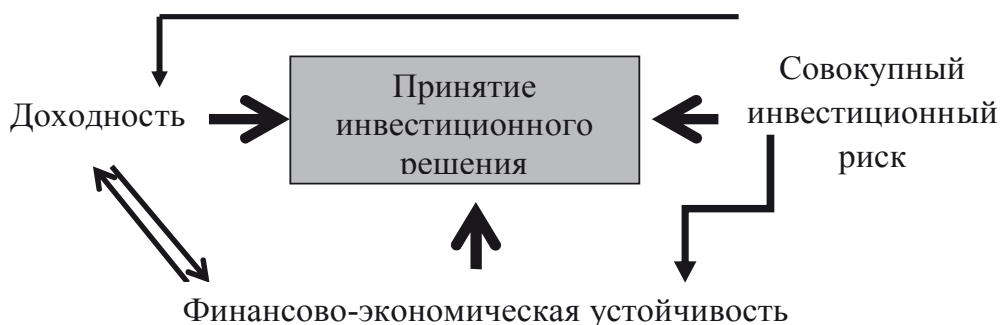 Доходность
Принятие
инвестиционного
решения
Совокупный
инвестиционный
риск
Финансово-экономическая устойчивость